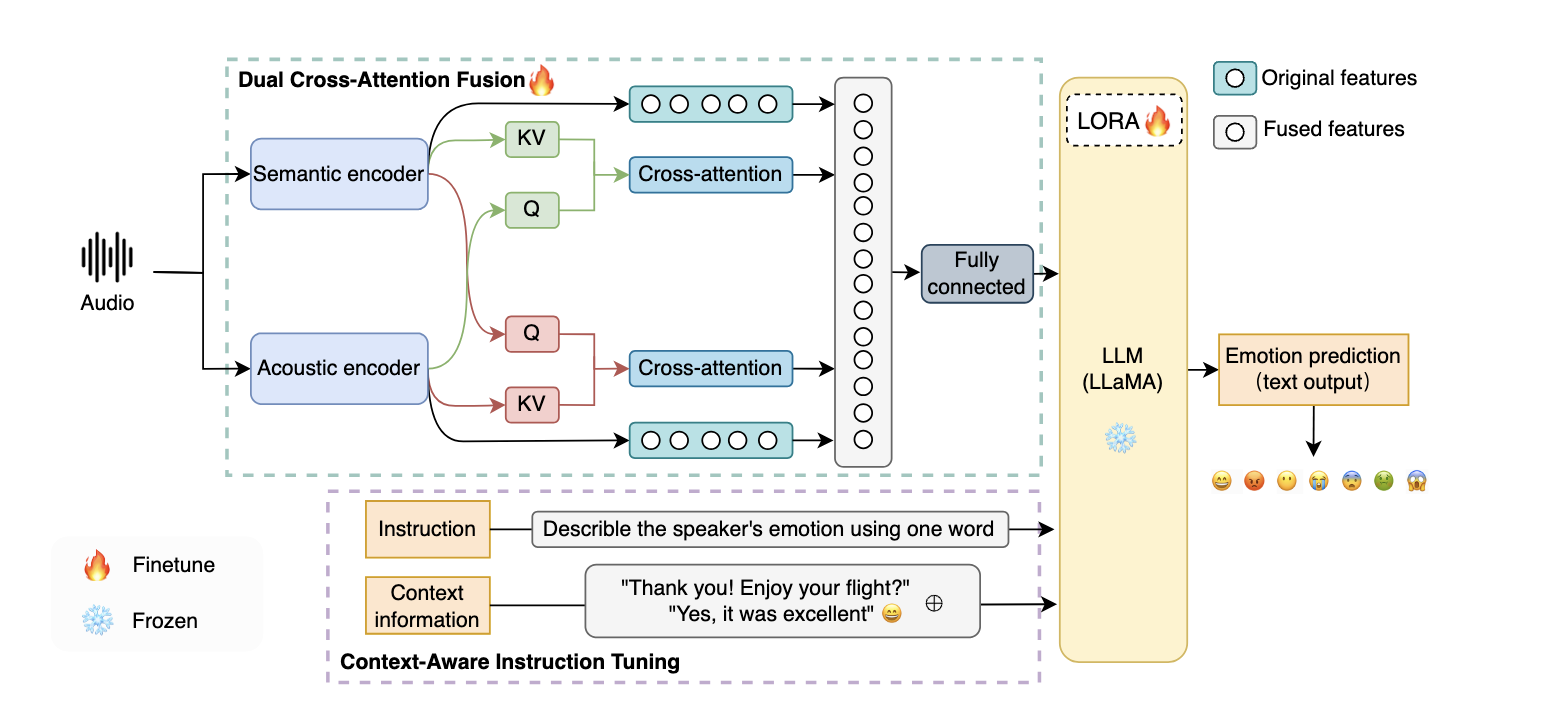 Dual Cross-Attention Fusion
Original features
Fused features
LORA
KV
Semantic encoder
Cross-attention
Q
Audio
Fully
connected
Q
Acoustic encoder
Cross-attention
KV
LLM
(LLaMA)
Emotion prediction
(text output)
Instruction
Describle the speaker's emotion using one word
Context
information
"Thank you! Enjoy your flight?"
"Yes, it was excellent" 😄
Context-Aware Instruction Tuning
Finetune
Frozen